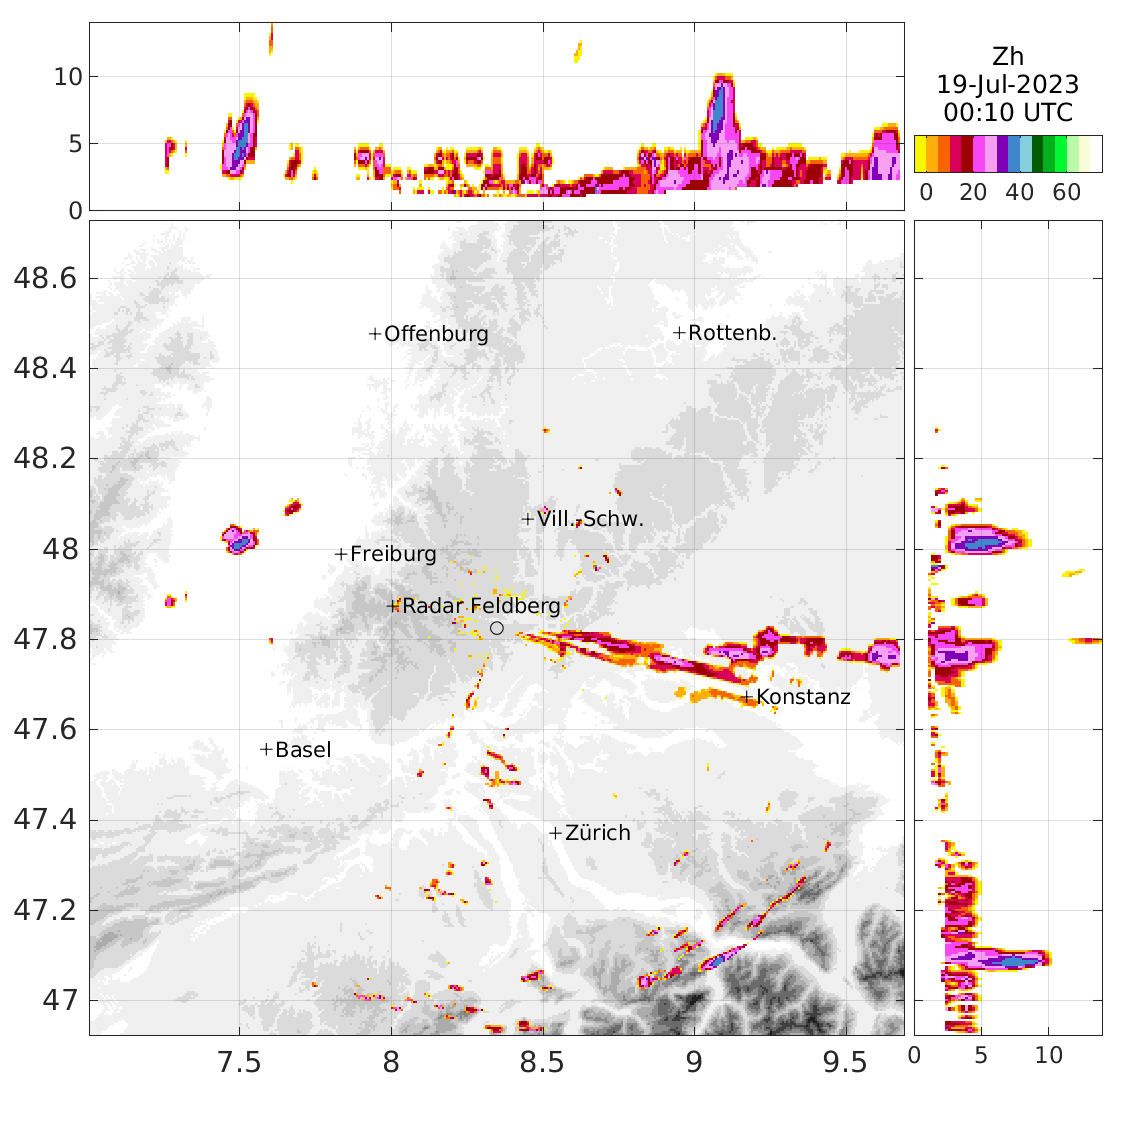 10
5
0
Zh
19-Jul-2023
00:10 UTC
0 20 40 60
48.6
48.4
48.2
48
47.8
47.6
47.4
47.2
47
+Offenburg
+Rottenb.
+Vill.-Schw.
+Freiburg
+Radar Feldberg
+Konstanz
+Basel
+Zürich
7.5 8 8.5 9 9.5
0 5 10